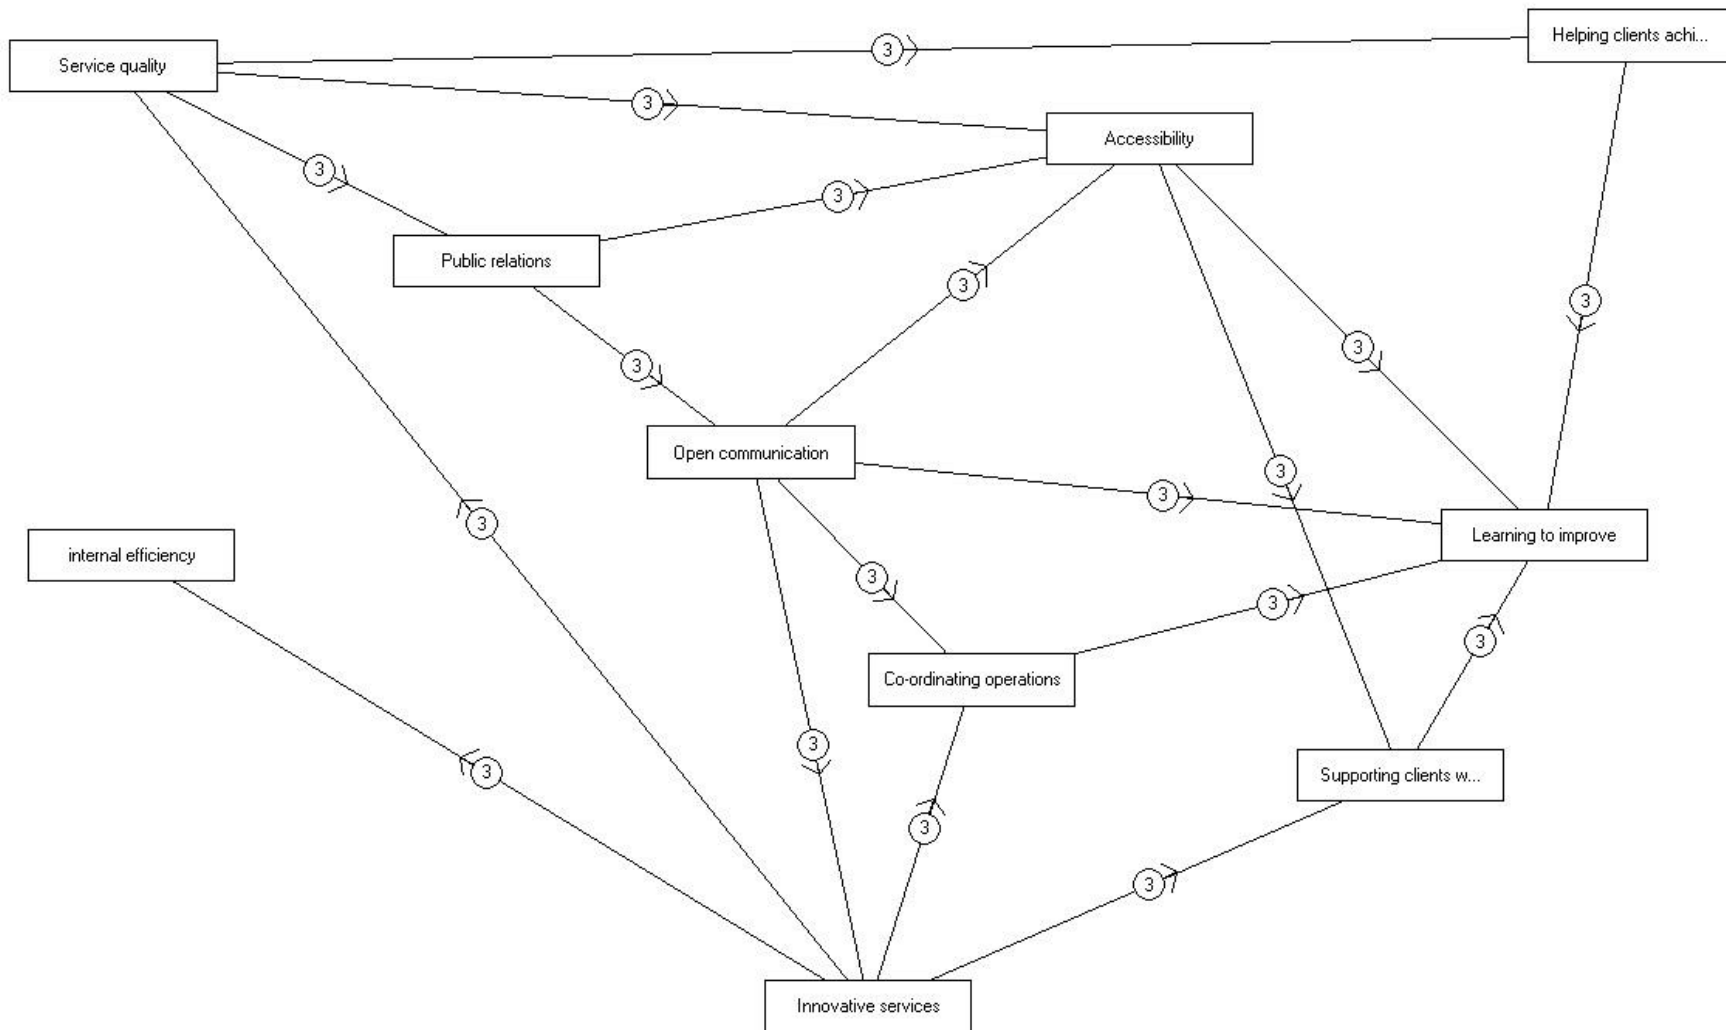 Helping clients achi...
Service quality
3
3
Accessibility
3
3
Public relations
3
3
3
3
Open communication
3
3
3
Learning to improve
internal efficiency
3
3
3
Co-ordinating operations
3
3
Supporting clients w...
3
3
3
Innovative services